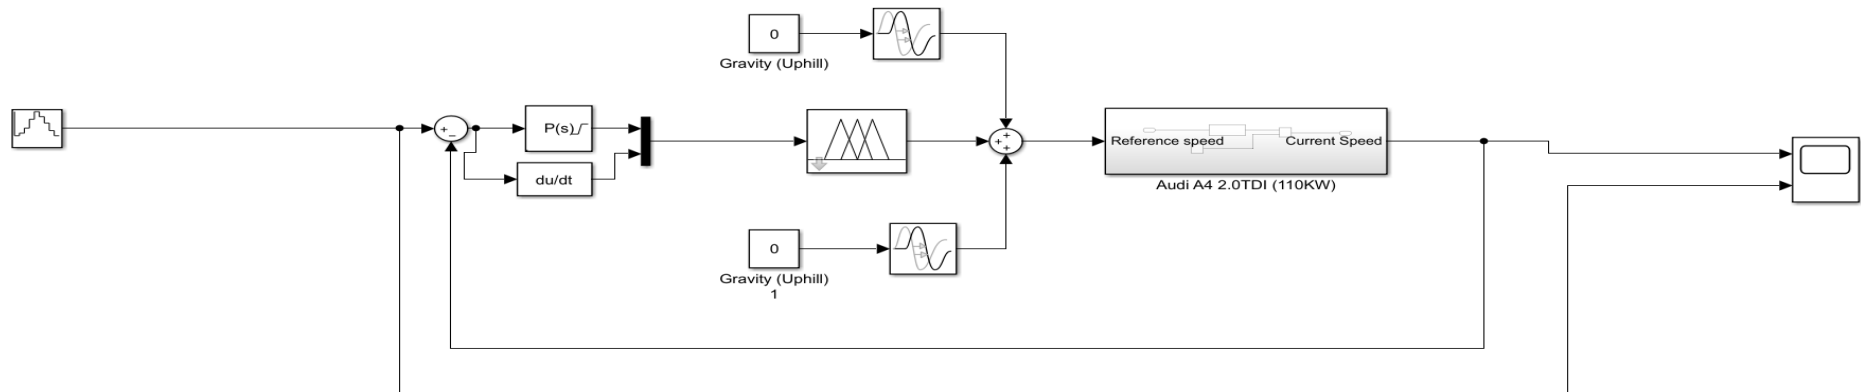 0
Gravity (Uphill)
+
−
P(s)
du/dt
+
+
+
Reference speed
Current Speed
Audi A4 2.0TDI (110KW)
0
Gravity (Uphill)
1